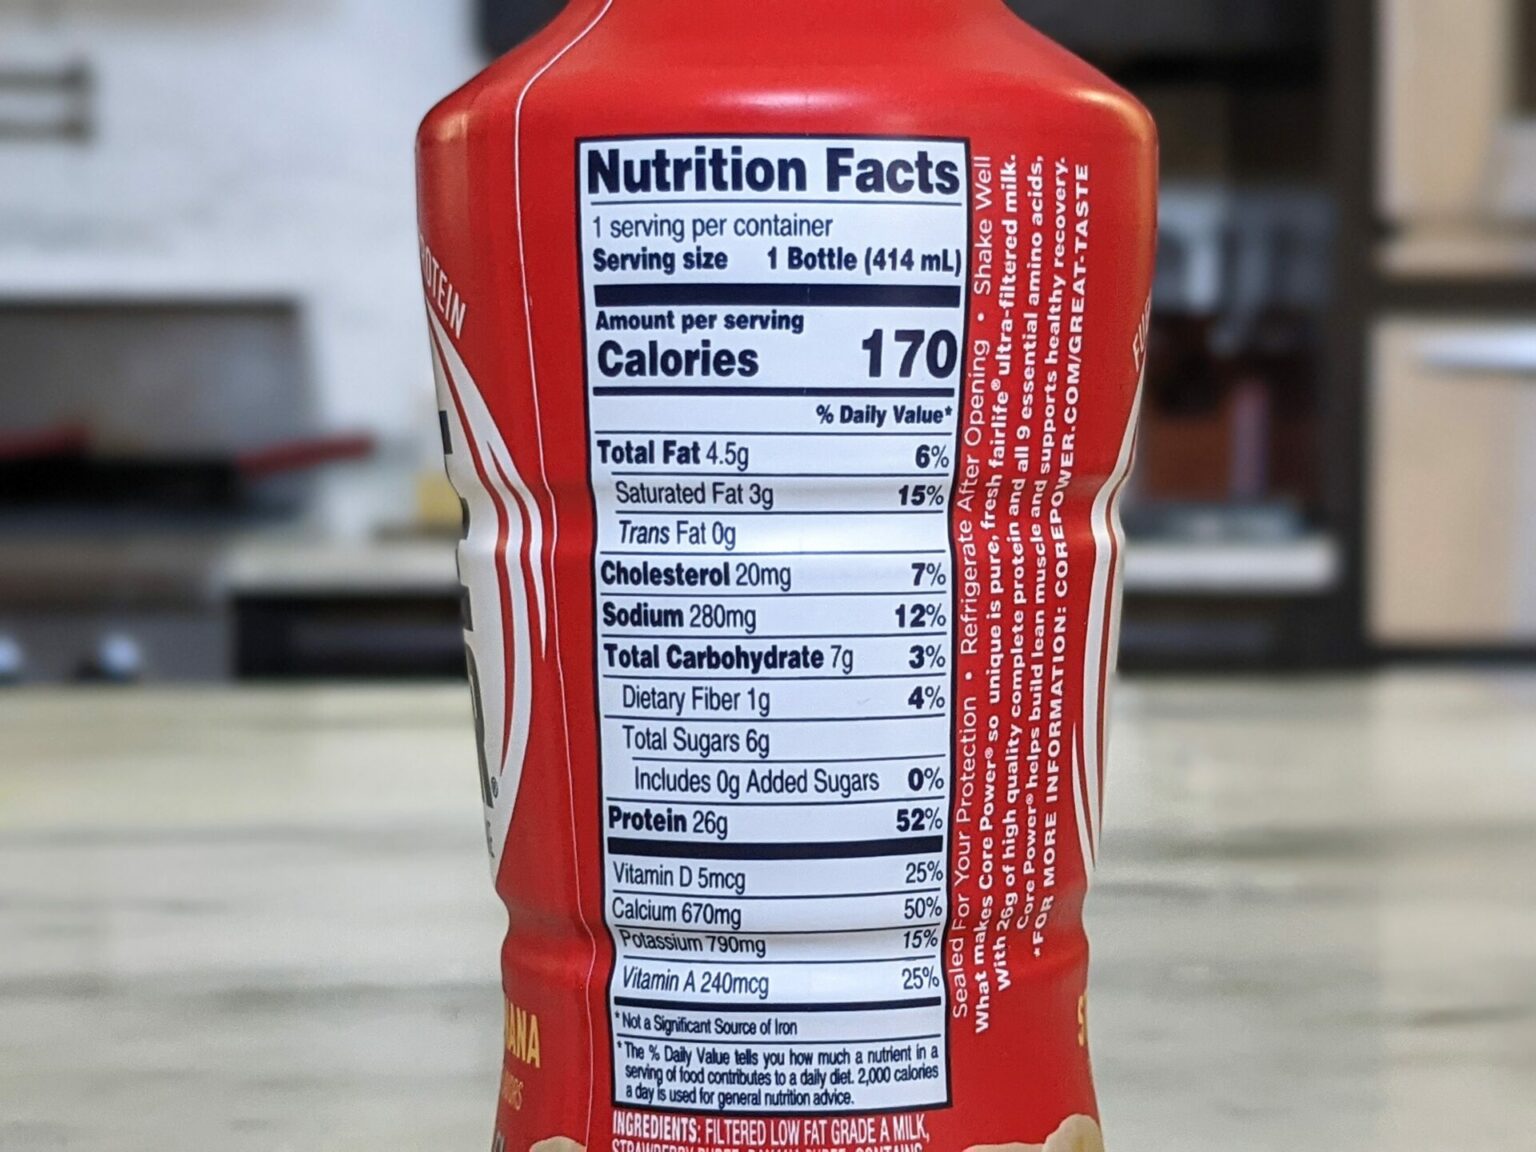 Nutrition Facts
1 serving per container
Serving size 1 Bottle (414 mL)
Amount per serving
Calories 170
% Daily Value*
Total Fat 4.5g 6%
Saturated Fat 3g 15%
Trans Fat 0g
Cholesterol 20mg 7%
Sodium 280mg 12%
Total Carbohydrate 7g 3%
Dietary Fiber 1g 4%
Total Sugars 6g
Includes 0g Added Sugars 0%
Protein 26g 52%
Vitamin D 5mcg 25%
Calcium 670mg 50%
Potassium 790mg 15%
Vitamin A 240mcg 25%
*Not a Significant Source of Iron
*The % Daily Value tells you how much a nutrient in a
serving of food contributes to a daily diet. 2,000 calories
a day is used for general nutrition advice.
INGREDIENTS: FILTERED LOW FAT GRADE A MILK,
Sealed For Your Protection • Refrigerate After Opening • Shake Well
What makes Core Power® so unique is pure, fresh fairlife® ultra-filtered milk.
With 26g of high quality complete protein and all 9 essential amino acids,
Core Power® helps build lean muscle and supports healthy recovery.
*FOR MORE INFORMATION: COREPOWER.COM/GREAT-TASTE